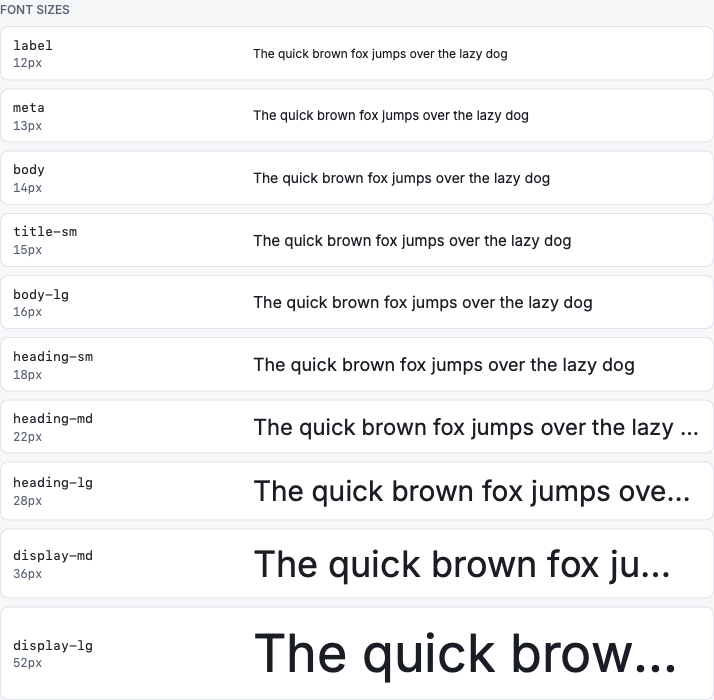 FONT SIZES
label
12px
The quick brown fox jumps over the lazy dog
meta
13px
The quick brown fox jumps over the lazy dog
body
14px
The quick brown fox jumps over the lazy dog
title-sm
15px
The quick brown fox jumps over the lazy dog
body-lg
16px
The quick brown fox jumps over the lazy dog
heading-sm
18px
The quick brown fox jumps over the lazy dog
heading-md
22px
The quick brown fox jumps over the lazy ...
heading-lg
28px
The quick brown fox jumps ove...
display-md
36px
The quick brown fox ju...
display-lg
52px
The quick brow...